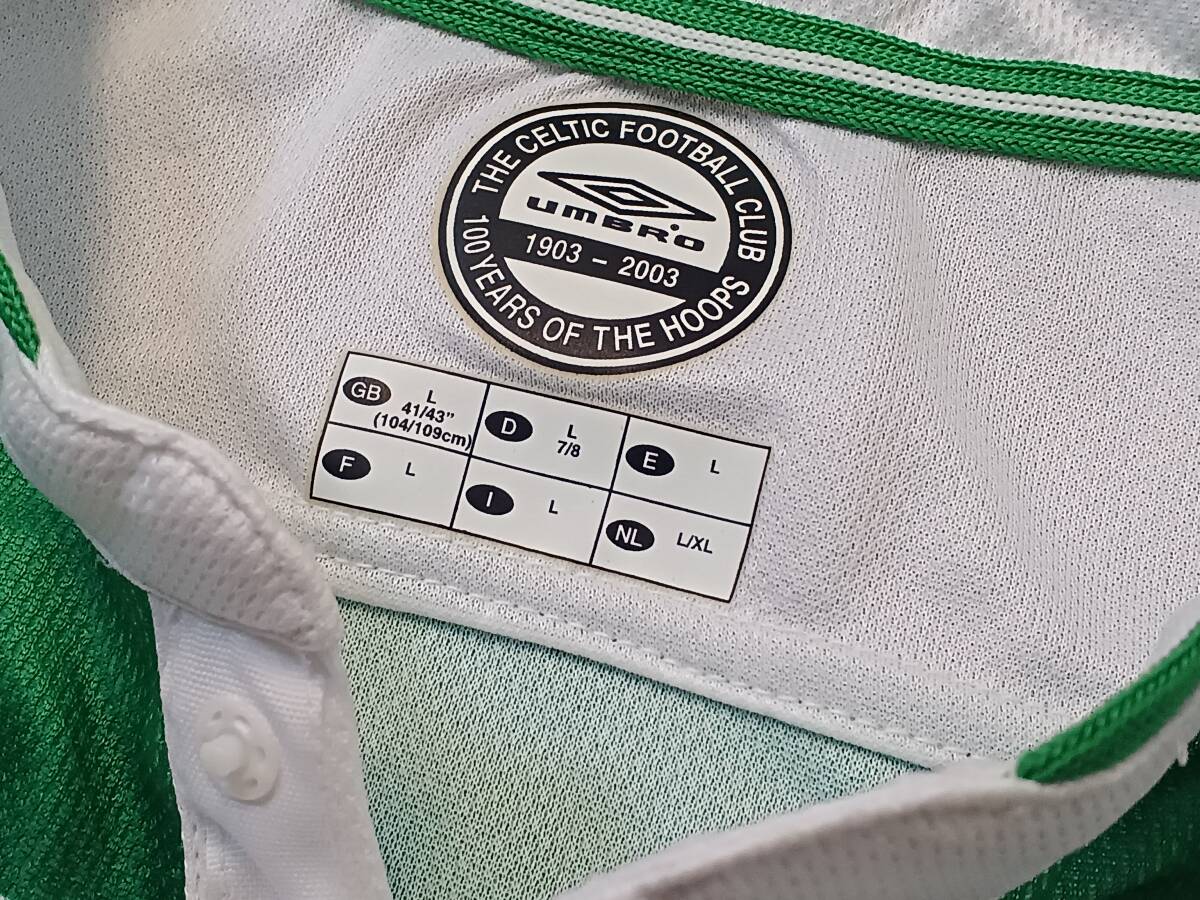 THE CELTIC FOOTBALL CLUB
umbro
1903 - 2003
100 YEARS OF THE HOOPS
GB L
41/43"
(104/109cm)
D L
7/8
E L
F L
I L
NL L/XL